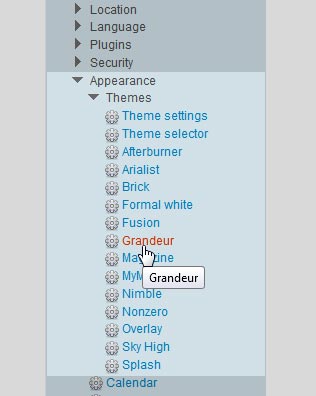 Location
Language
Plugins
Security
Appearance
Themes
Theme settings
Theme selector
Afterburner
Arialist
Brick
Formal white
Fusion
Grandeur
Grandeur
Nimble
Nonzero
Overlay
Sky High
Splash
Calendar